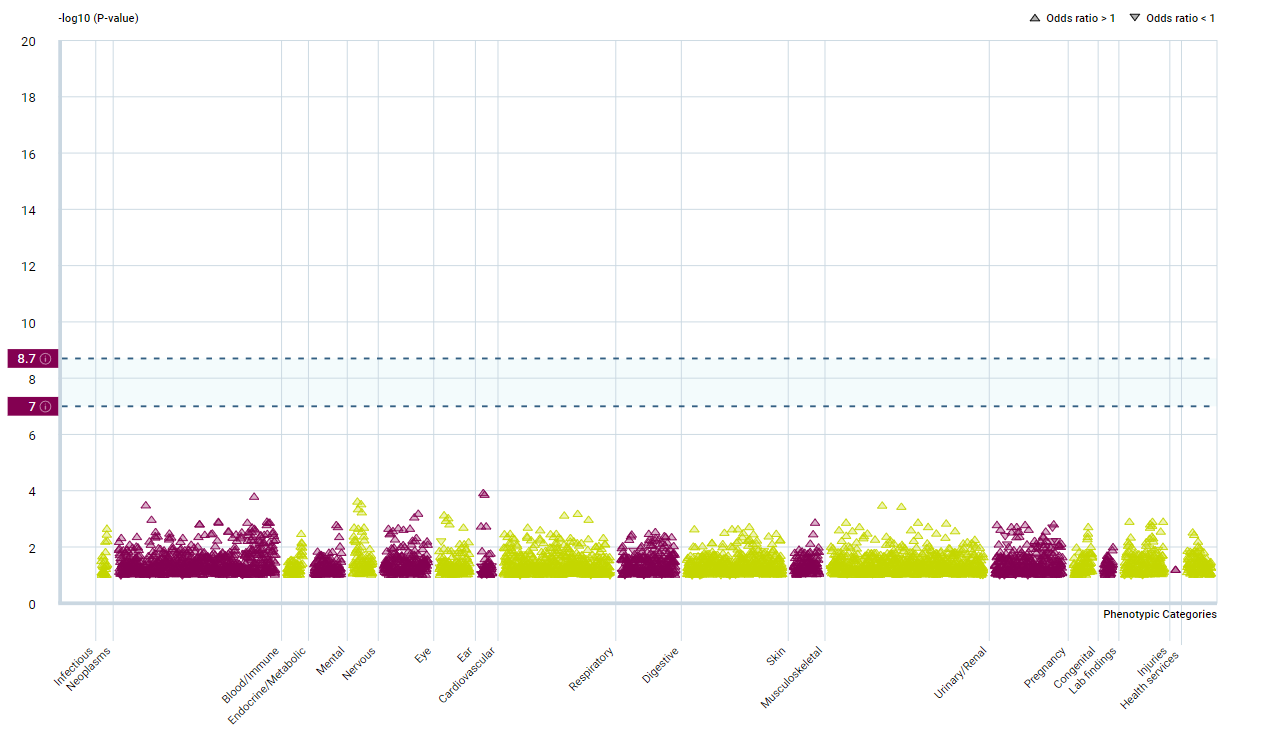 -log10 (P-value)
Odds ratio > 1 Odds ratio < 1
20
18
16
14
12
10
8.7
8
7
6
4
2
0
Phenotypic Categories
Infectious
Neoplasms
Blood/Immune
Endocrine/Metabolic
Mental
Nervous
Eye
Ear
Cardiovascular
Respiratory
Digestive
Skin
Musculoskeletal
Urinary/Renal
Pregnancy
Congenital
Lab findings
Injuries
Health services